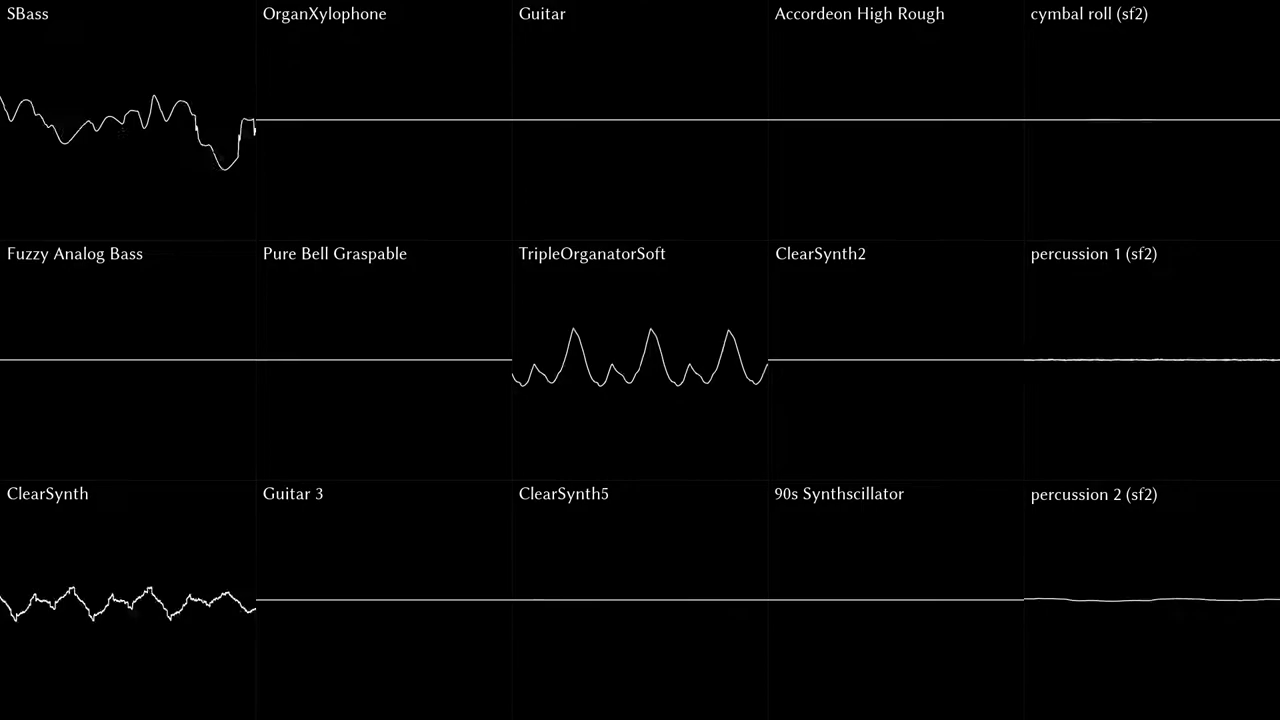 SBass
OrganXylophone
Guitar
Accordeon High Rough
cymbal roll (sf2)
Fuzzy Analog Bass
Pure Bell Graspable
TripleOrganatorSoft
ClearSynth2
percussion 1 (sf2)
ClearSynth
Guitar 3
ClearSynth5
90s Synthscillator
percussion 2 (sf2)